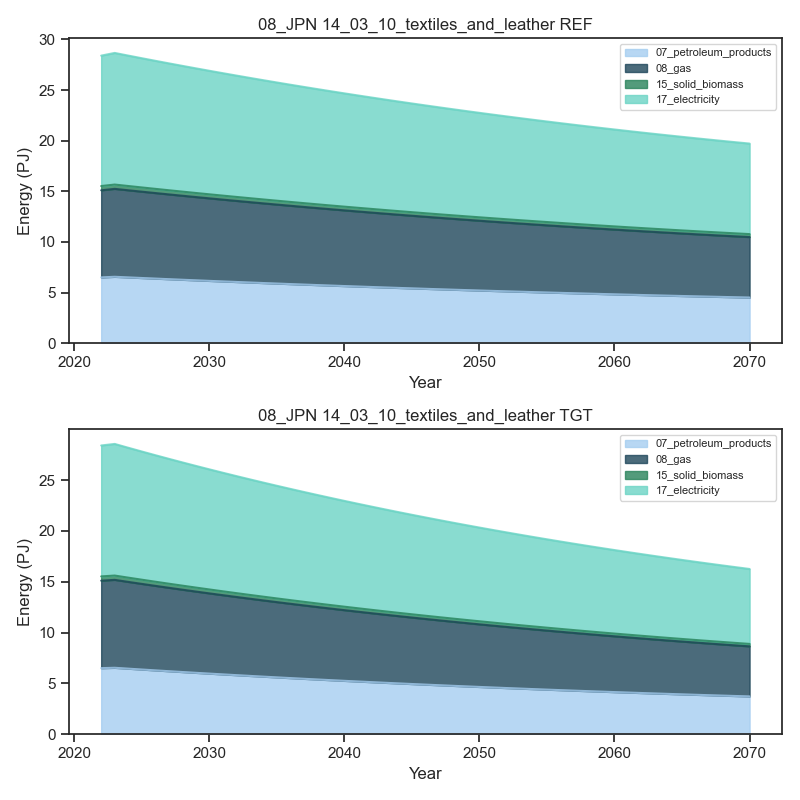 08_JPN 14_03_10_textiles_and_leather REF
30
25
20
15
10
5
0
Energy (PJ)
07_petroleum_products
08_gas
15_solid_biomass
17_electricity
2020 2030 2040 2050 2060 2070
Year
08_JPN 14_03_10_textiles_and_leather TGT
25
20
15
10
5
0
Energy (PJ)
07_petroleum_products
08_gas
15_solid_biomass
17_electricity
2020 2030 2040 2050 2060 2070
Year